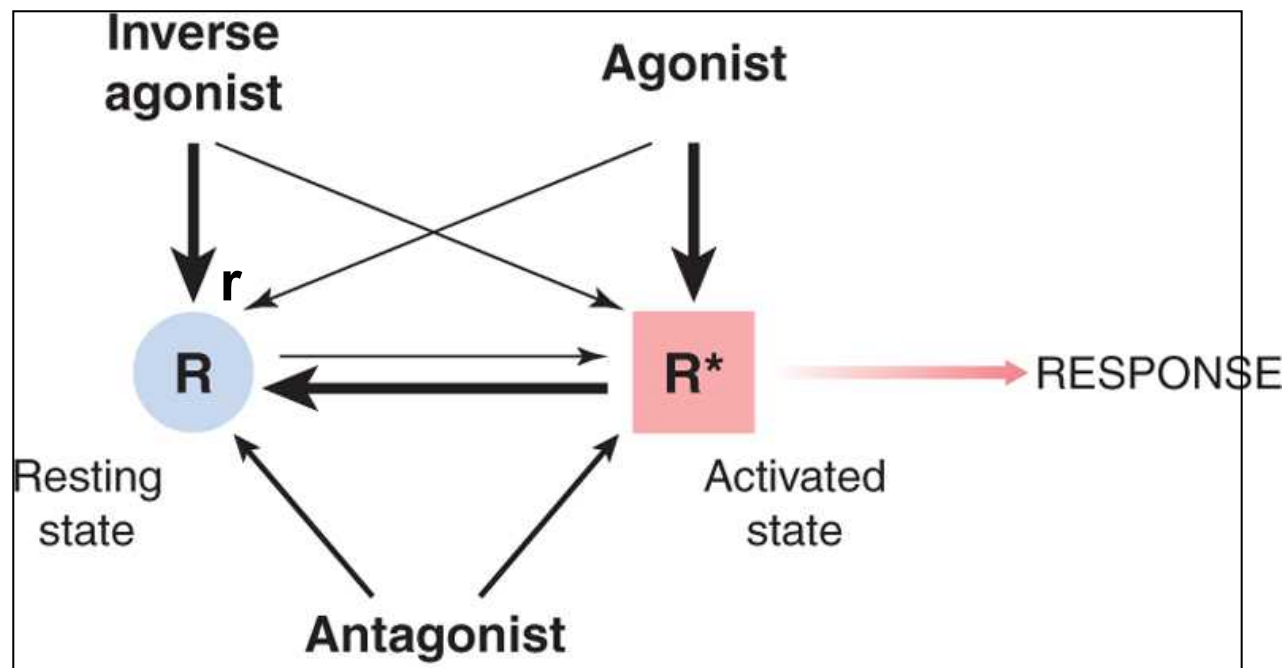 Inverse
agonist
Agonist
r
R
R*
RESPONSE
Resting
state
Activated
state
Antagonist